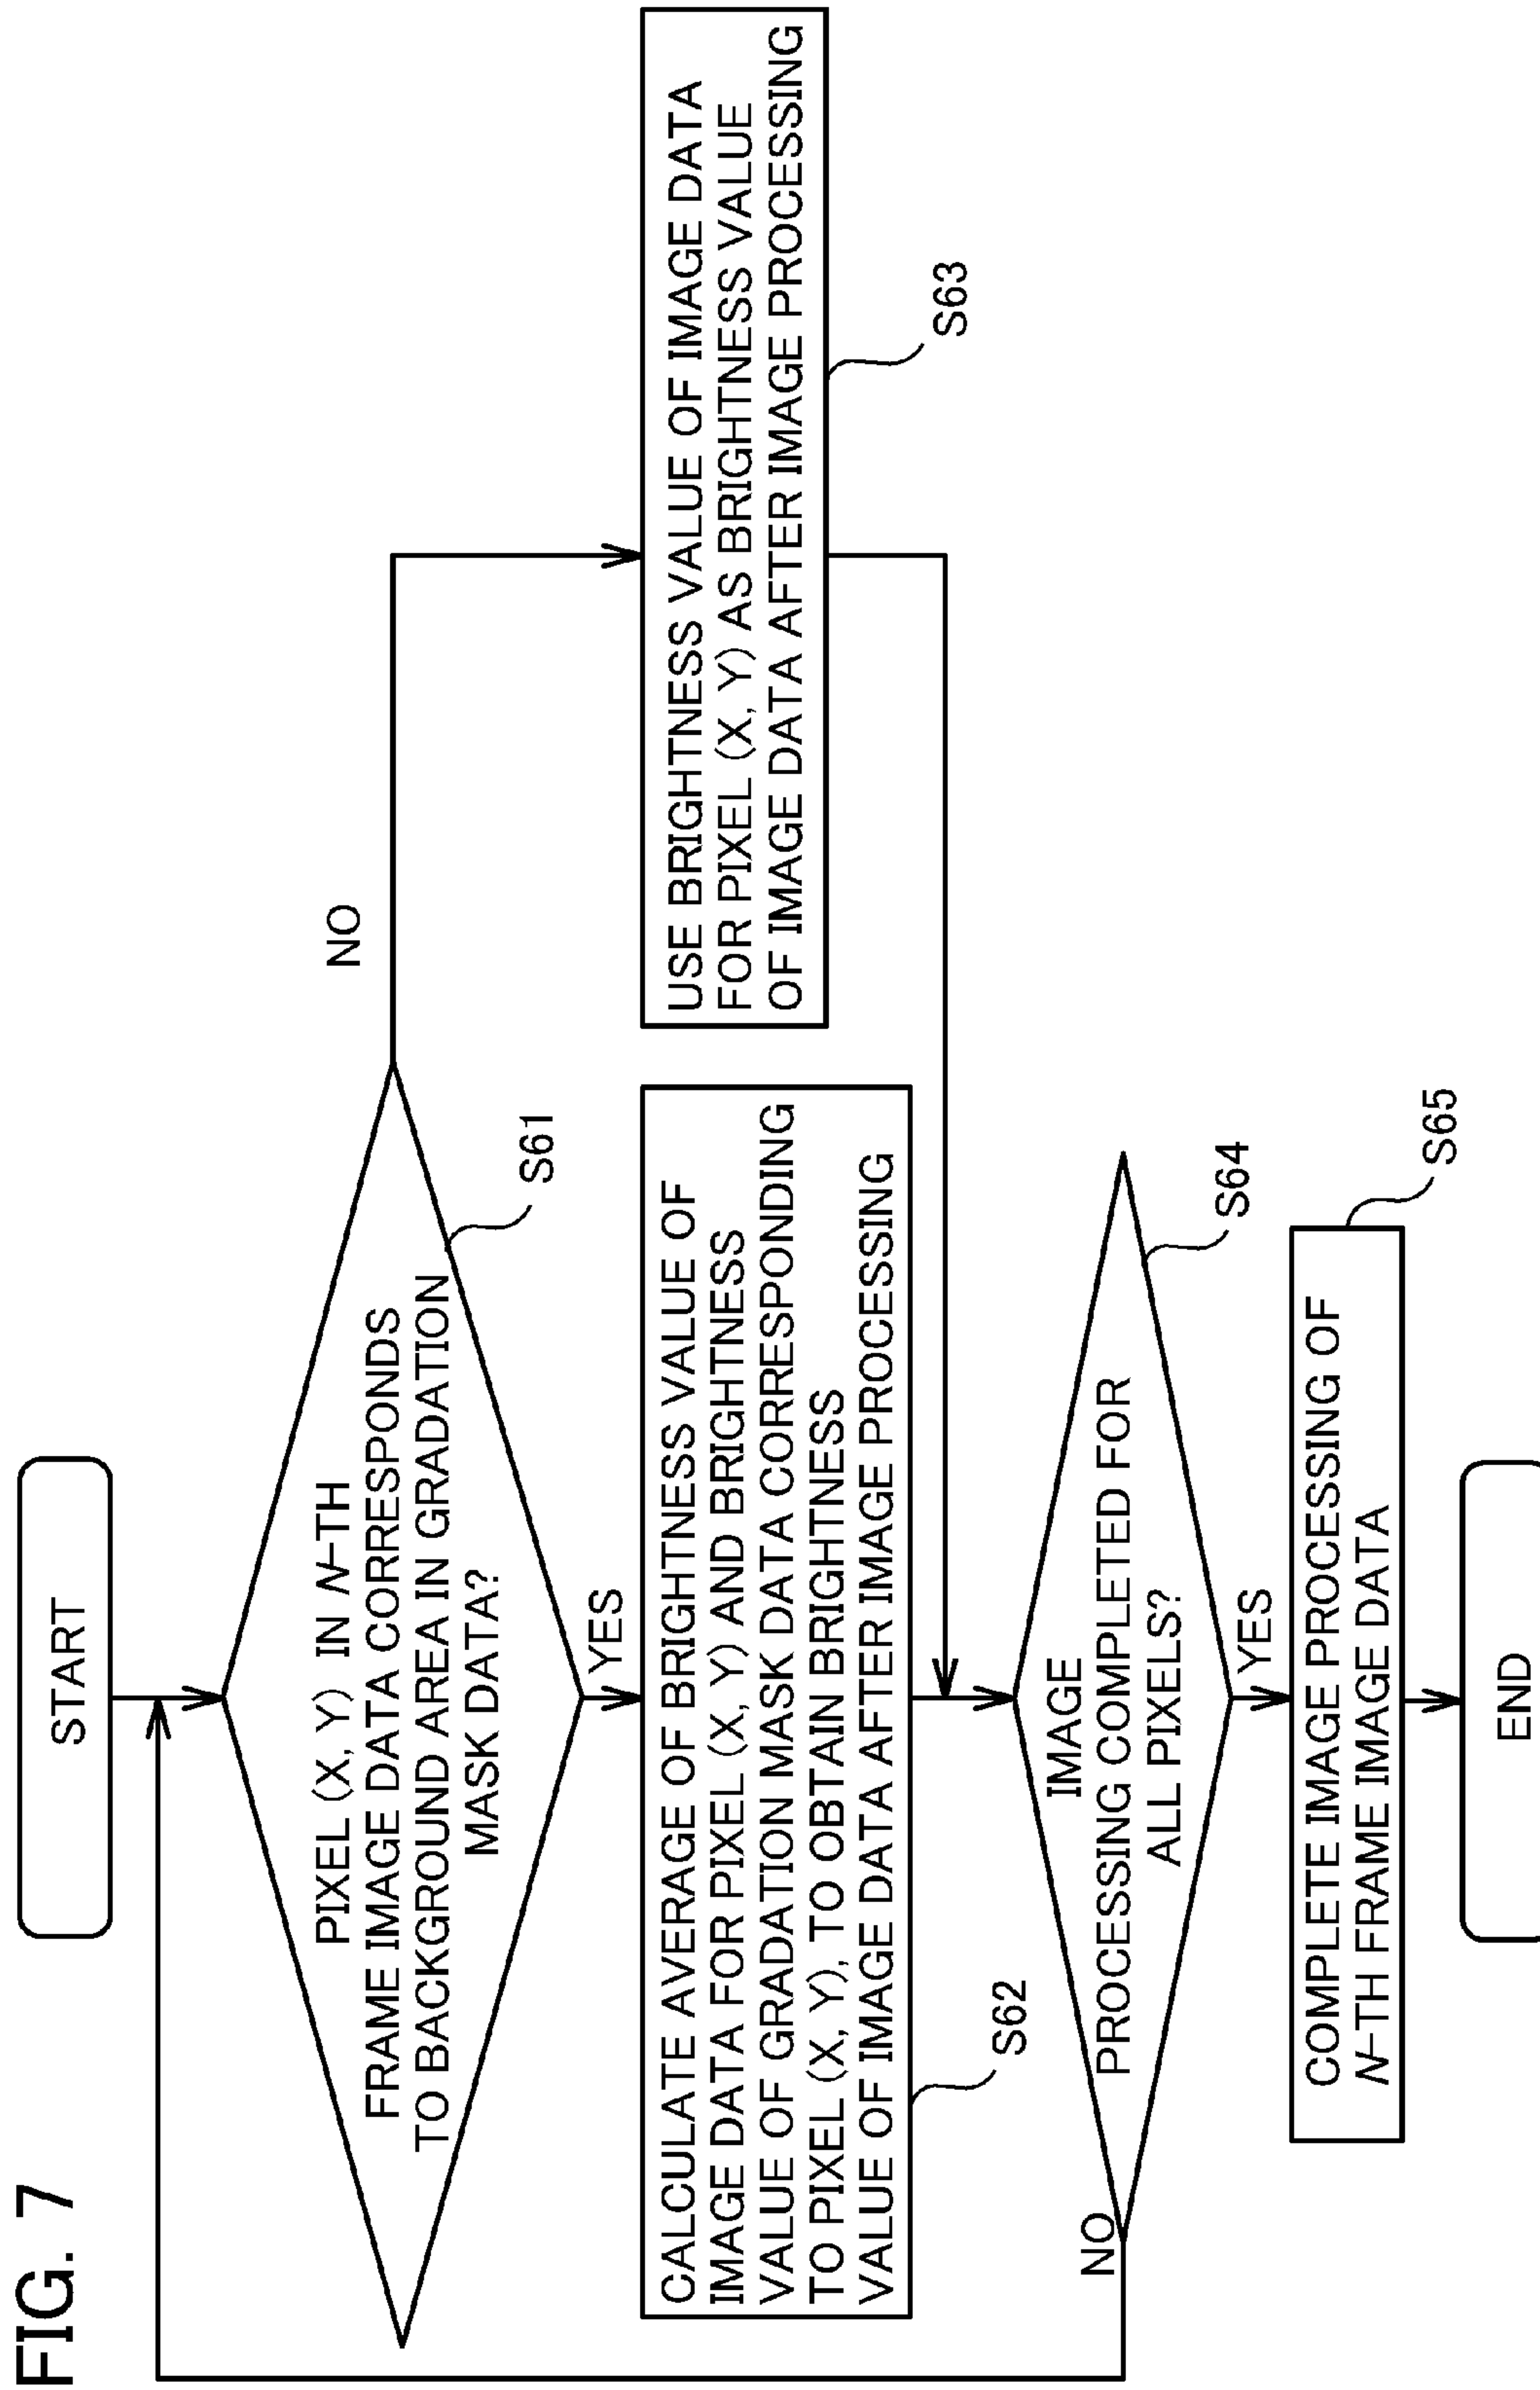 FIG. 7
START
PIXEL (X, Y) IN N-TH
FRAME IMAGE DATA CORRESPONDS
TO BACKGROUND AREA IN GRADATION
MASK DATA?
S61
NO
YES
CALCULATE AVERAGE OF BRIGHTNESS VALUE OF
IMAGE DATA FOR PIXEL (X, Y) AND BRIGHTNESS
VALUE OF GRADATION MASK DATA CORRESPONDING
TO PIXEL (X, Y), TO OBTAIN BRIGHTNESS
VALUE OF IMAGE DATA AFTER IMAGE PROCESSING
S62
USE BRIGHTNESS VALUE OF IMAGE DATA
FOR PIXEL (X, Y) AS BRIGHTNESS VALUE
OF IMAGE DATA AFTER IMAGE PROCESSING
S63
IMAGE
PROCESSING COMPLETED FOR
ALL PIXELS?
S64
NO
YES
COMPLETE IMAGE PROCESSING OF
N-TH FRAME IMAGE DATA
S65
END